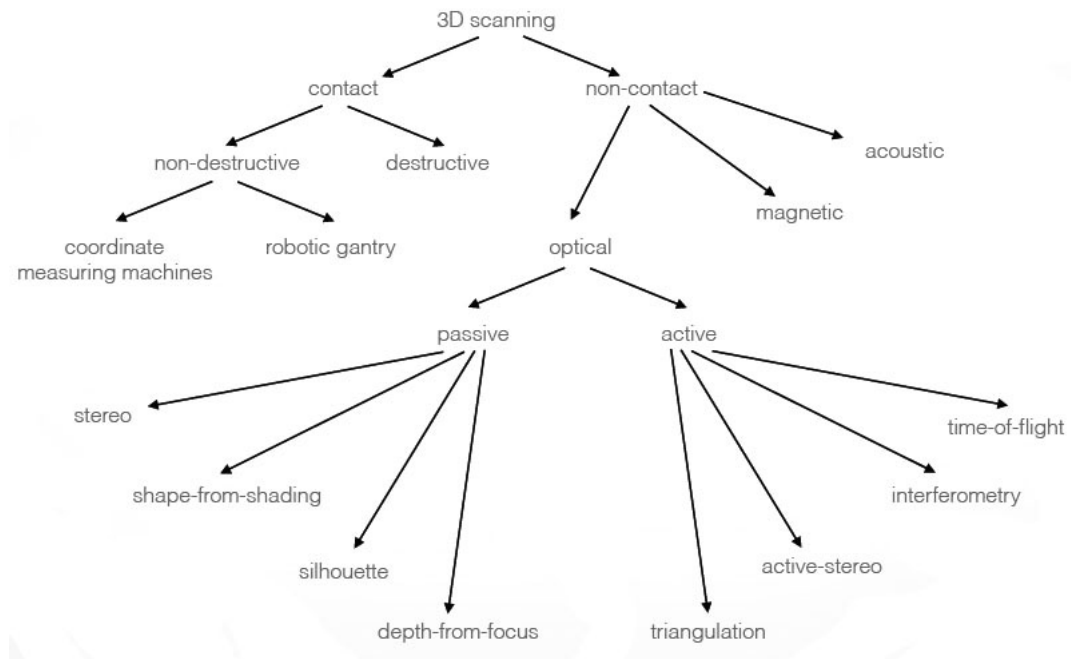 3D scanning
contact
non-contact
acoustic
non-destructive
destructive
magnetic
coordinate
measuring machines
robotic gantry
optical
passive
active
stereo
time-of-flight
shape-from-shading
interferometry
silhouette
active-stereo
depth-from-focus
triangulation